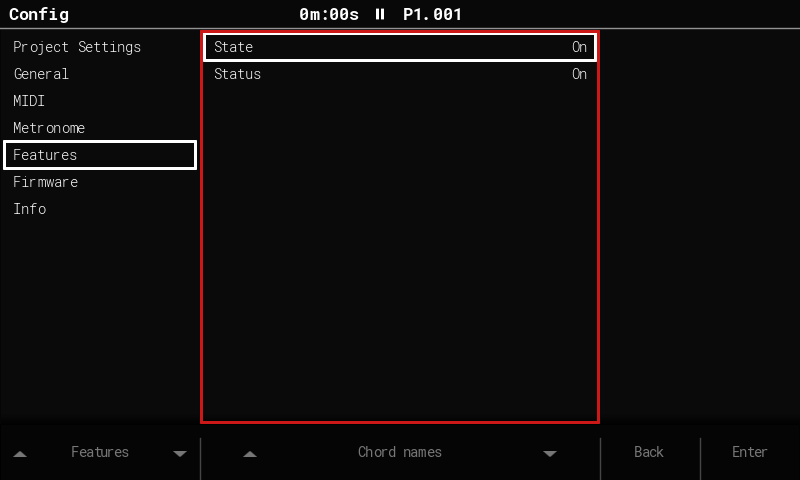 Config 0m:00s P1.001
Project Settings
General
MIDI
Metronome
Features
Firmware
Info
State On
Status On
Features Chord names Back Enter